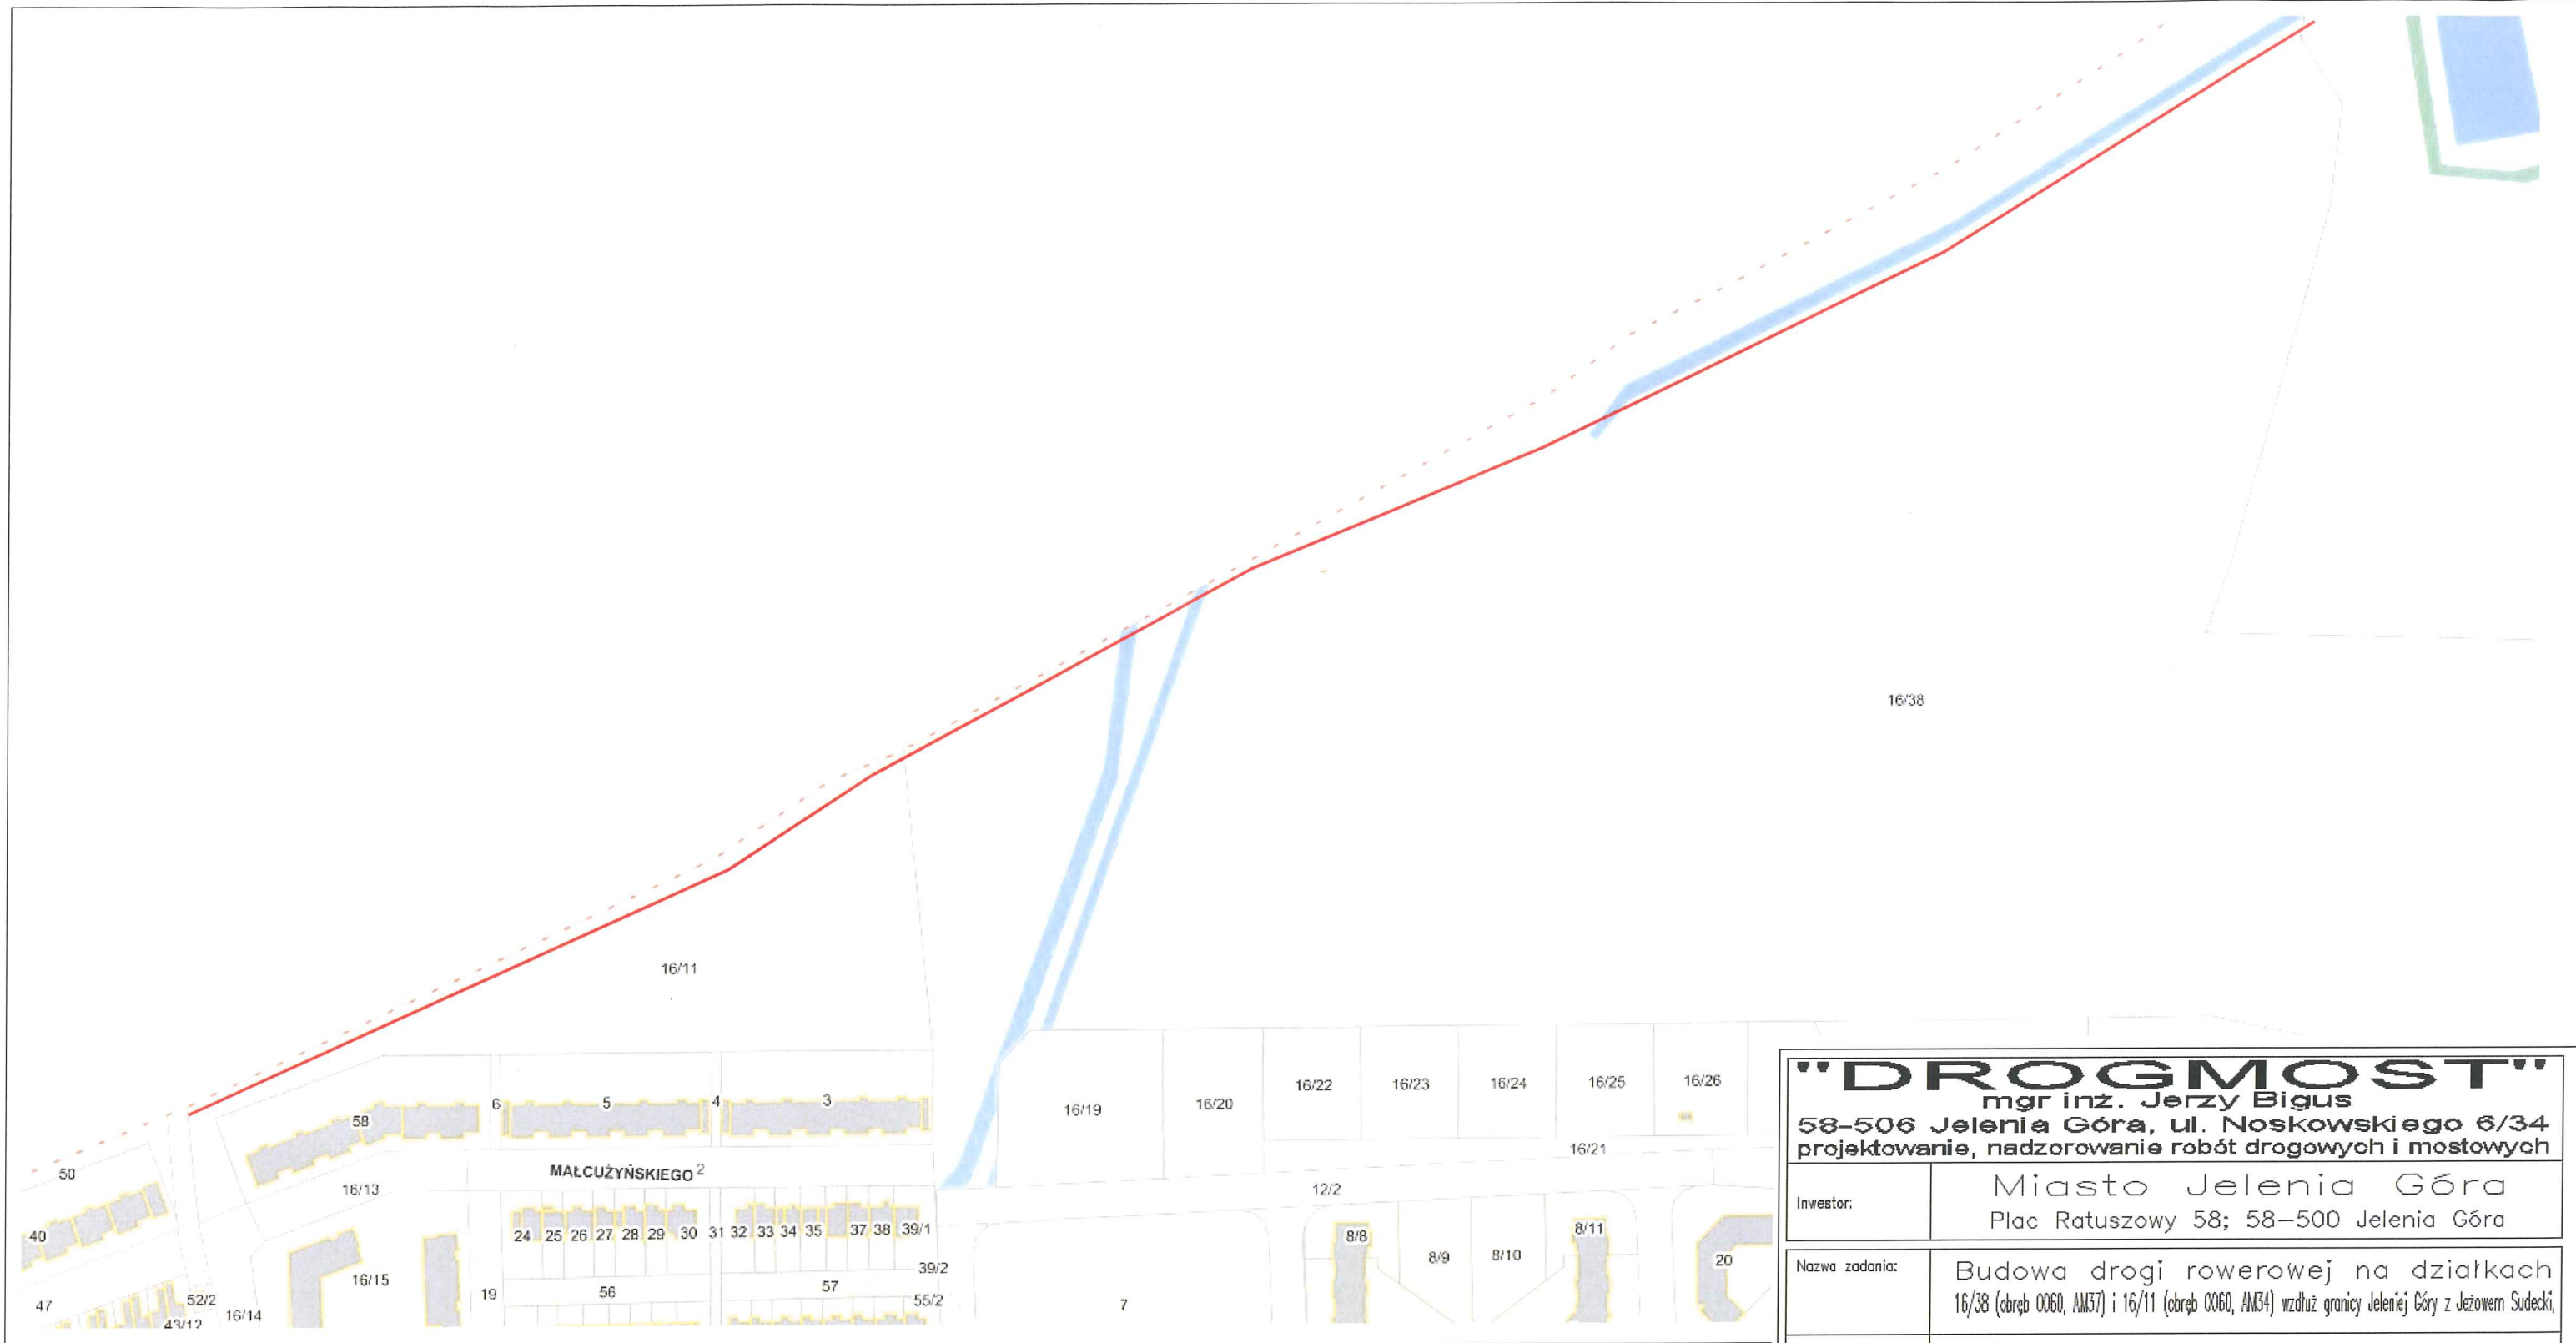 16/38
16/11
16/22
16/23
16/24
16/25
16/26
16/19
16/20
58
6
5
4
3
16/21
50
16/13
MAŁCUŻYŃSKIEGO 2
12/2
40
24 25 26 27 28 29 30 31 32 33 34 35 37 38 39/1
8/8
8/9
8/10
8/11
20
39/2
16/15
19
56
57
55/2
7
47
52/2
16/14
43/12
"DROGMOST"
mgr inż. Jerzy Bigus
58-506 Jelenia Góra, ul. Noskowskiego 6/34
projektowanie, nadzorowanie robót drogowych i mostowych
Inwestor:
Miasto Jelenia Góra
Plac Ratuszowy 58; 58-500 Jelenia Góra
Nazwa zadania:
Budowa drogi rowerowej na działkach
16/38 (obręb 0060, AM37) i 16/11 (obręb 0060, AM34) wzdłuż granicy Jeleniej Góry z Jeżowem Sudecki,